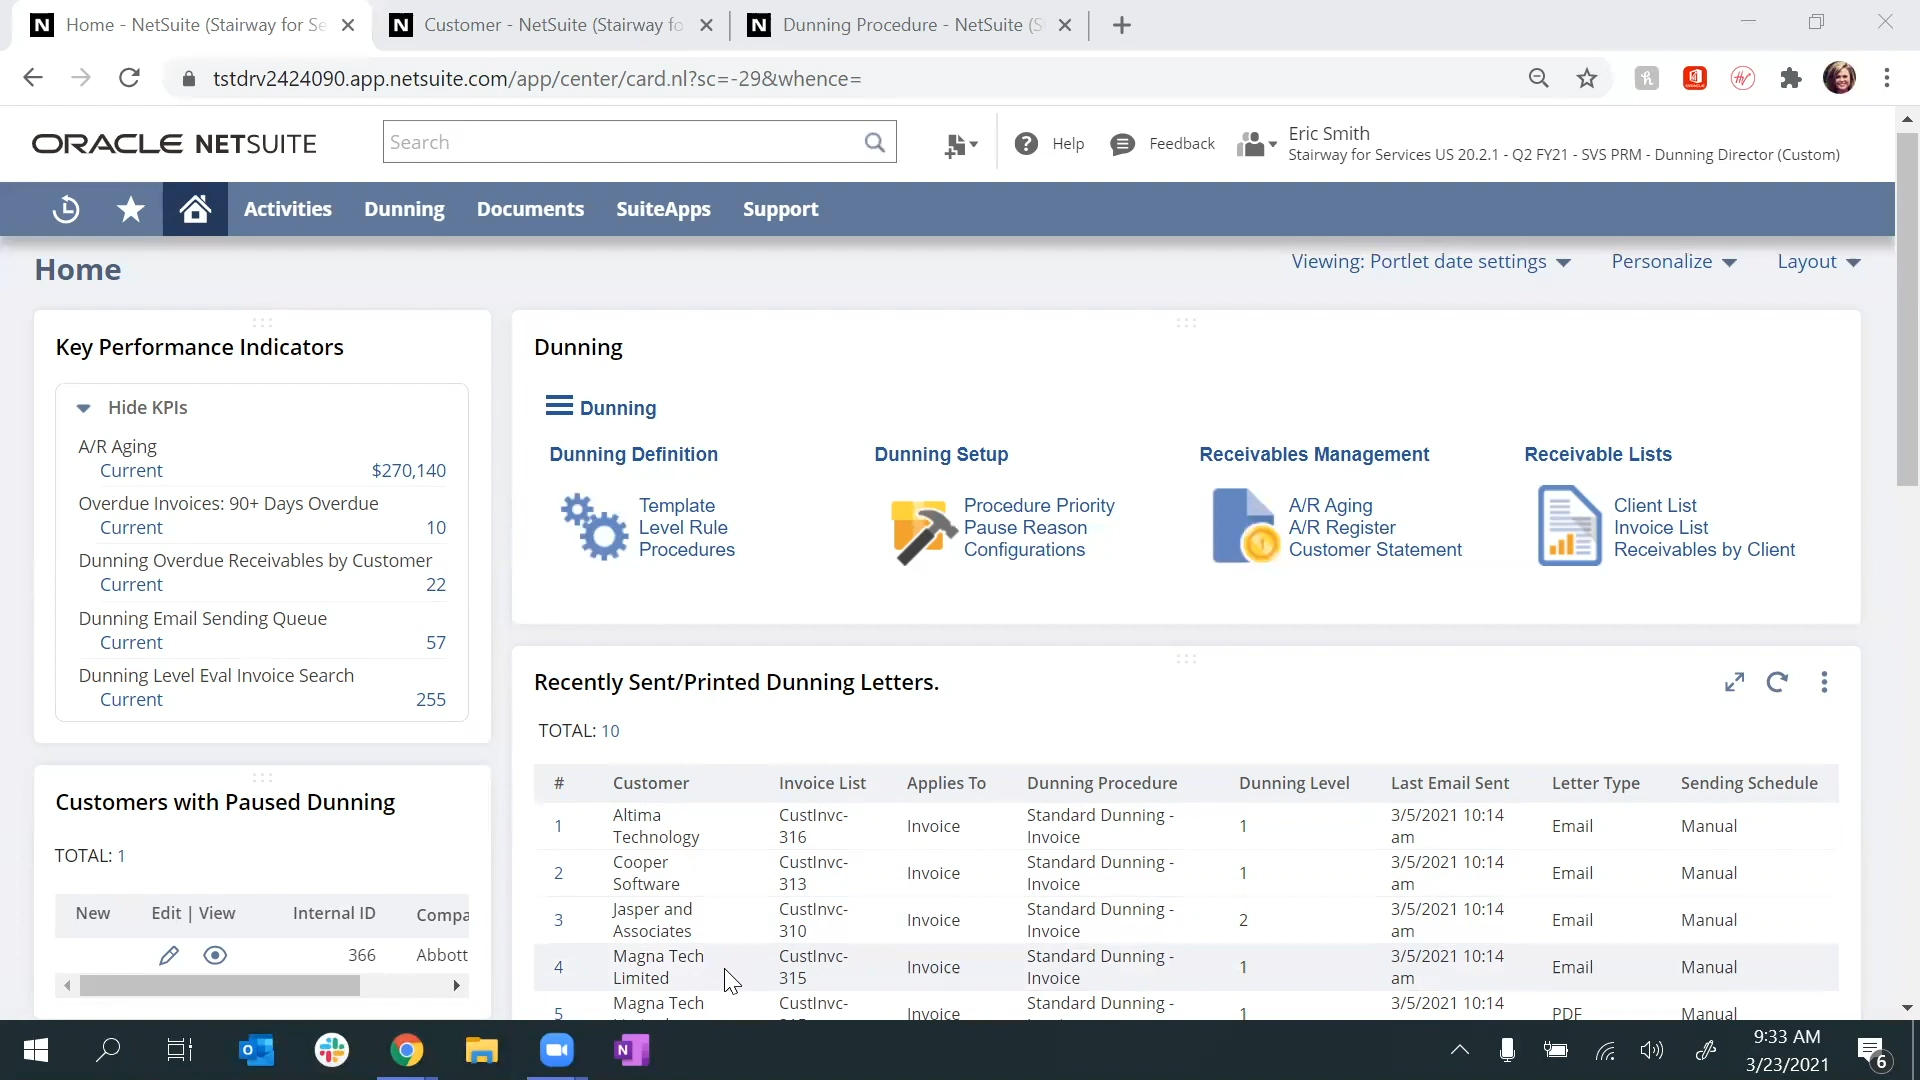 N Home - NetSuite (Stairway for Se
N Customer - NetSuite (Stairway fo
N Dunning Procedure - NetSuite (S
tstdrv2424090.app.netsuite.com/app/center/card.nl?sc=-29&whence=
ORACLE NETSUITE
Search
Help
Feedback
Eric Smith
Stairway for Services US 20.2.1 - Q2 FY21 - SVS PRM - Dunning Director (Custom)
Activities Dunning Documents SuiteApps Support
Home
Viewing: Portlet date settings Personalize Layout
Key Performance Indicators
Hide KPIs
A/R Aging
Current $270,140
Overdue Invoices: 90+ Days Overdue
Current 10
Dunning Overdue Receivables by Customer
Current 22
Dunning Email Sending Queue
Current 57
Dunning Level Eval Invoice Search
Current 255
Customers with Paused Dunning
TOTAL: 1
New Edit | View Internal ID Compa
366 Abbott
Dunning
Dunning
Dunning Definition
Template
Level Rule
Procedures
Dunning Setup
Procedure Priority
Pause Reason
Configurations
Receivables Management
A/R Aging
A/R Register
Customer Statement
Receivable Lists
Client List
Invoice List
Receivables by Client
Recently Sent/Printed Dunning Letters.
TOTAL: 10
# Customer Invoice List Applies To Dunning Procedure Dunning Level Last Email Sent Letter Type Sending Schedule
1 Altima Technology CustInvc-316 Invoice Standard Dunning - Invoice 1 3/5/2021 10:14 am Email Manual
2 Cooper Software CustInvc-313 Invoice Standard Dunning - Invoice 1 3/5/2021 10:14 am Email Manual
3 Jasper and Associates CustInvc-310 Invoice Standard Dunning - Invoice 2 3/5/2021 10:14 am Email Manual
4 Magna Tech Limited CustInvc-315 Invoice Standard Dunning - Invoice 1 3/5/2021 10:14 am Email Manual
5 Magna Tech CustInvc- Invoice Standard Dunning - 1 3/5/2021 10:14 PDF Manual
9:33 AM
3/23/2021
6